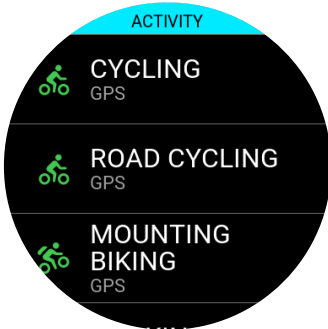 ACTIVITY
CYCLING
GPS
ROAD CYCLING
GPS
MOUNTING
BIKING
GPS